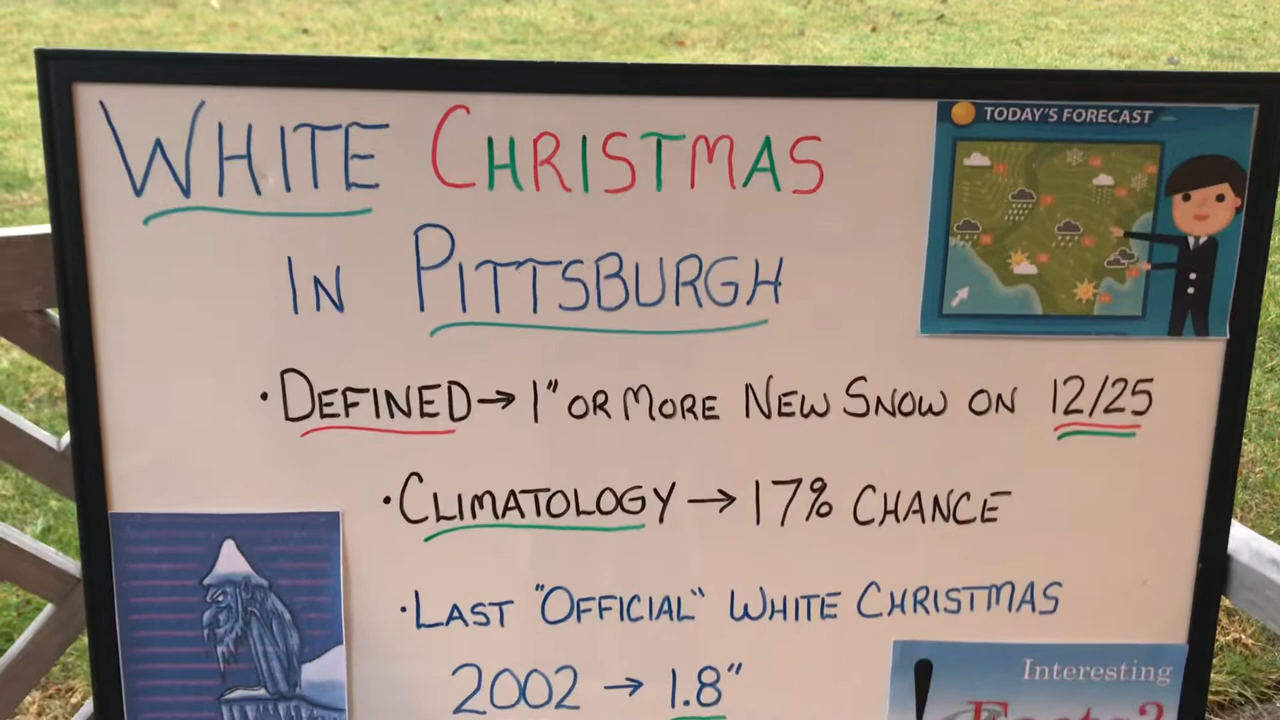 WHITE CHRISTMAS
IN PITTSBURGH
TODAY'S FORECAST
• DEFINED → 1" OR MORE NEW SNOW ON 12/25
• CLIMATOLOGY → 17% CHANCE
• LAST "OFFICIAL" WHITE CHRISTMAS
2002 → 1.8"
Interesting